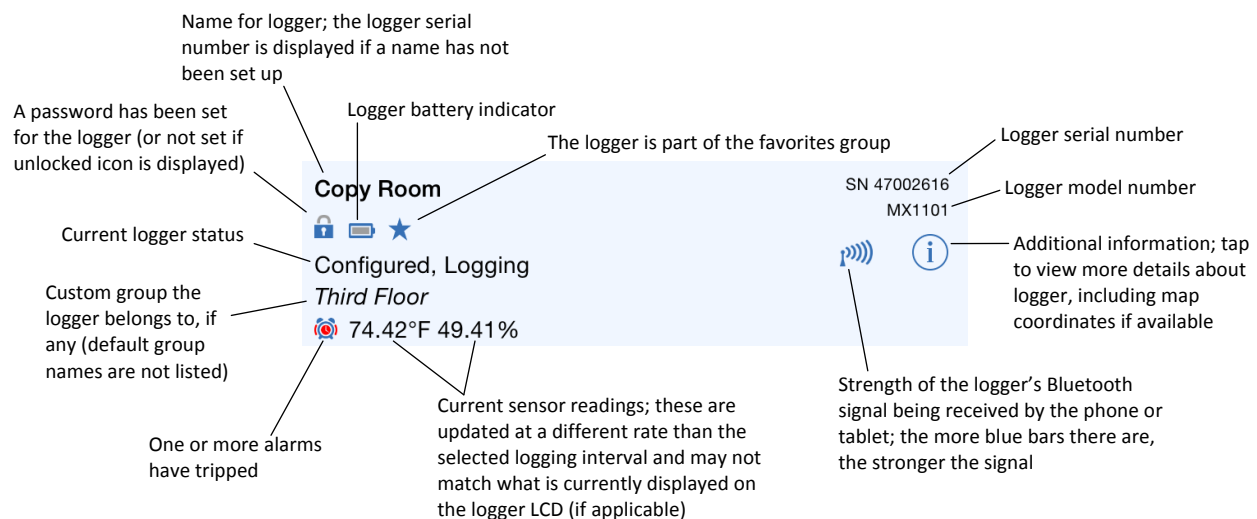 Name for logger; the logger serial
number is displayed if a name has not
been set up
A password has been set
for the logger (or not set if
unlocked icon is displayed)
Logger battery indicator
The logger is part of the favorites group
Logger serial number
Logger model number
Copy Room
SN 47002616
MX1101
Current logger status
Configured, Logging
Third Floor
74.42°F 49.41%
i
Additional information; tap
to view more details about
logger, including map
coordinates if available
Custom group the
logger belongs to, if
any (default group
names are not listed)
One or more alarms
have tripped
Current sensor readings; these are
updated at a different rate than the
selected logging interval and may not
match what is currently displayed on
the logger LCD (if applicable)
Strength of the logger’s Bluetooth
signal being received by the phone or
tablet; the more blue bars there are,
the stronger the signal